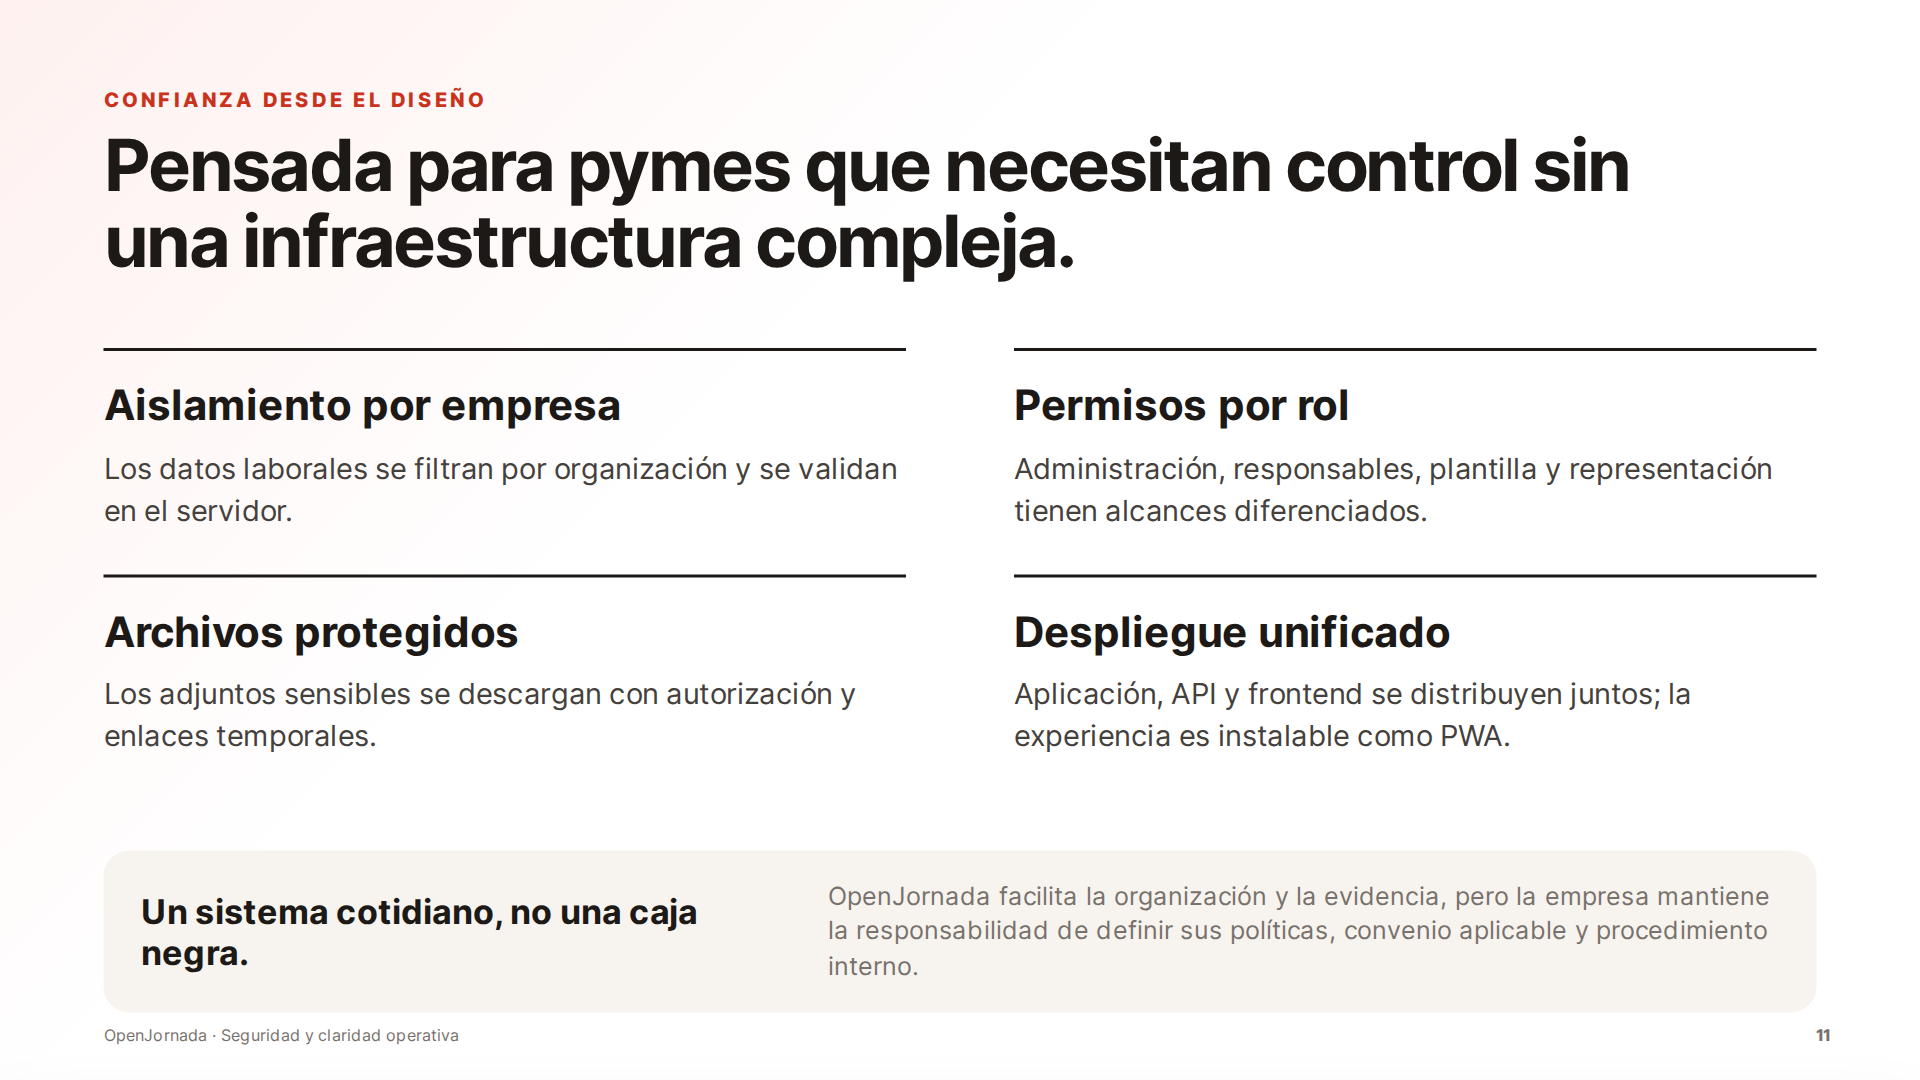 CONFIANZA DESDE EL DISEÑO
Pensada para pymes que necesitan control sin
una infraestructura compleja.
Aislamiento por empresa
Los datos laborales se filtran por organización y se validan
en el servidor.
Permisos por rol
Administración, responsables, plantilla y representación
tienen alcances diferenciados.
Archivos protegidos
Los adjuntos sensibles se descargan con autorización y
enlaces temporales.
Despliegue unificado
Aplicación, API y frontend se distribuyen juntos; la
experiencia es instalable como PWA.
Un sistema cotidiano, no una caja
negra.
OpenJornada facilita la organización y la evidencia, pero la empresa mantiene
la responsabilidad de definir sus políticas, convenio aplicable y procedimiento
interno.
OpenJornada · Seguridad y claridad operativa
11